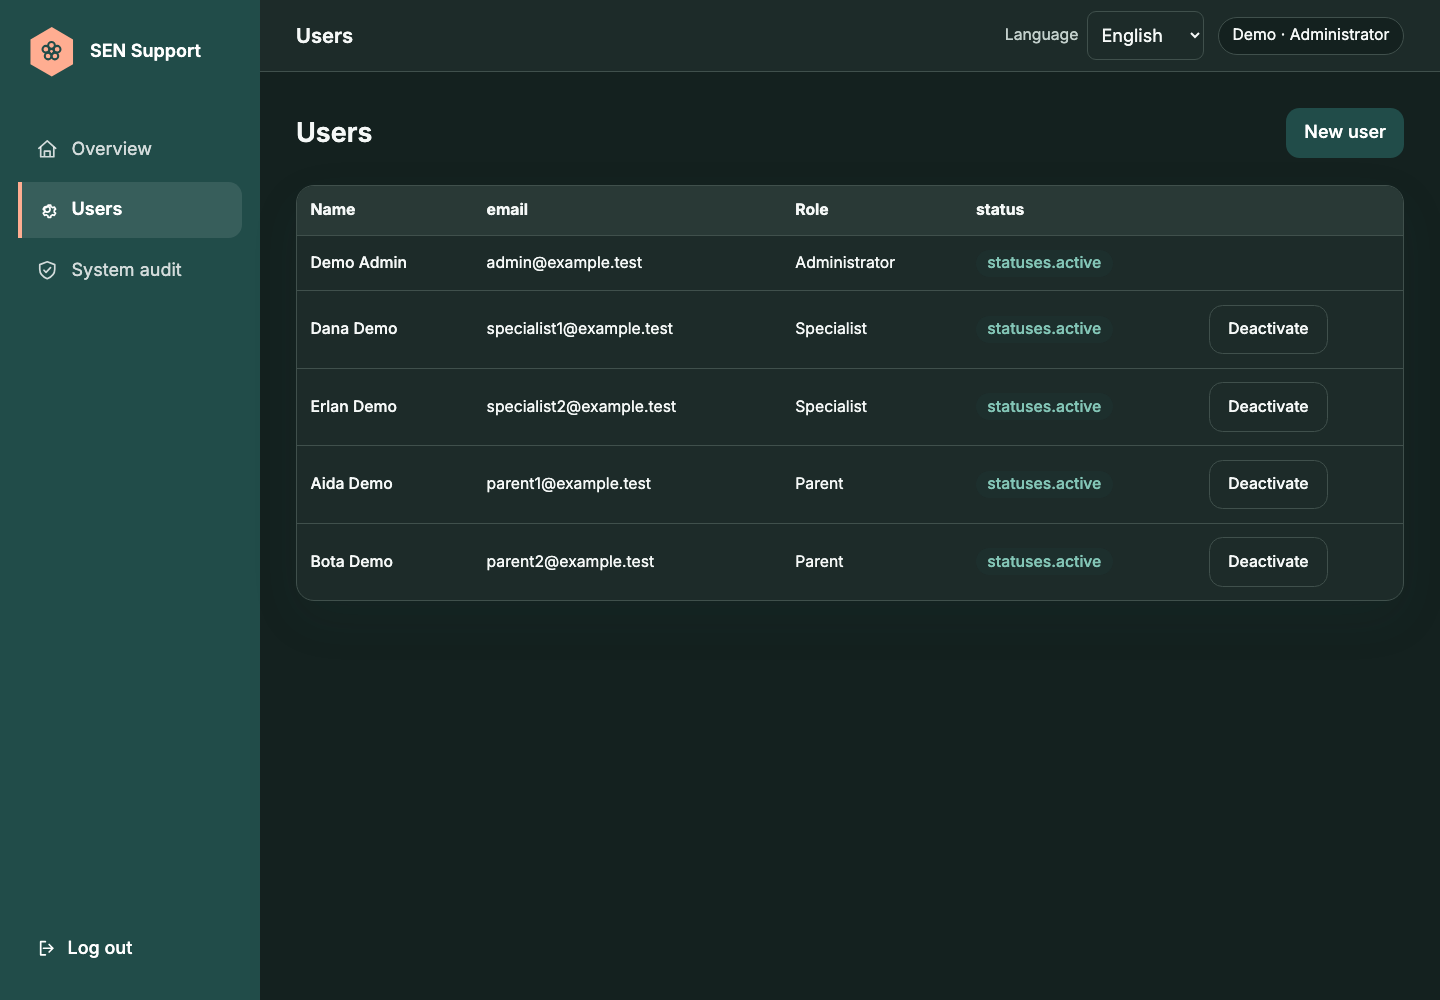 SEN Support
Users
Language English Demo · Administrator
Overview
Users
System audit
Log out
Users
New user
Name email Role status
Demo Admin admin@example.test Administrator statuses.active
Dana Demo specialist1@example.test Specialist statuses.active Deactivate
Erlan Demo specialist2@example.test Specialist statuses.active Deactivate
Aida Demo parent1@example.test Parent statuses.active Deactivate
Bota Demo parent2@example.test Parent statuses.active Deactivate